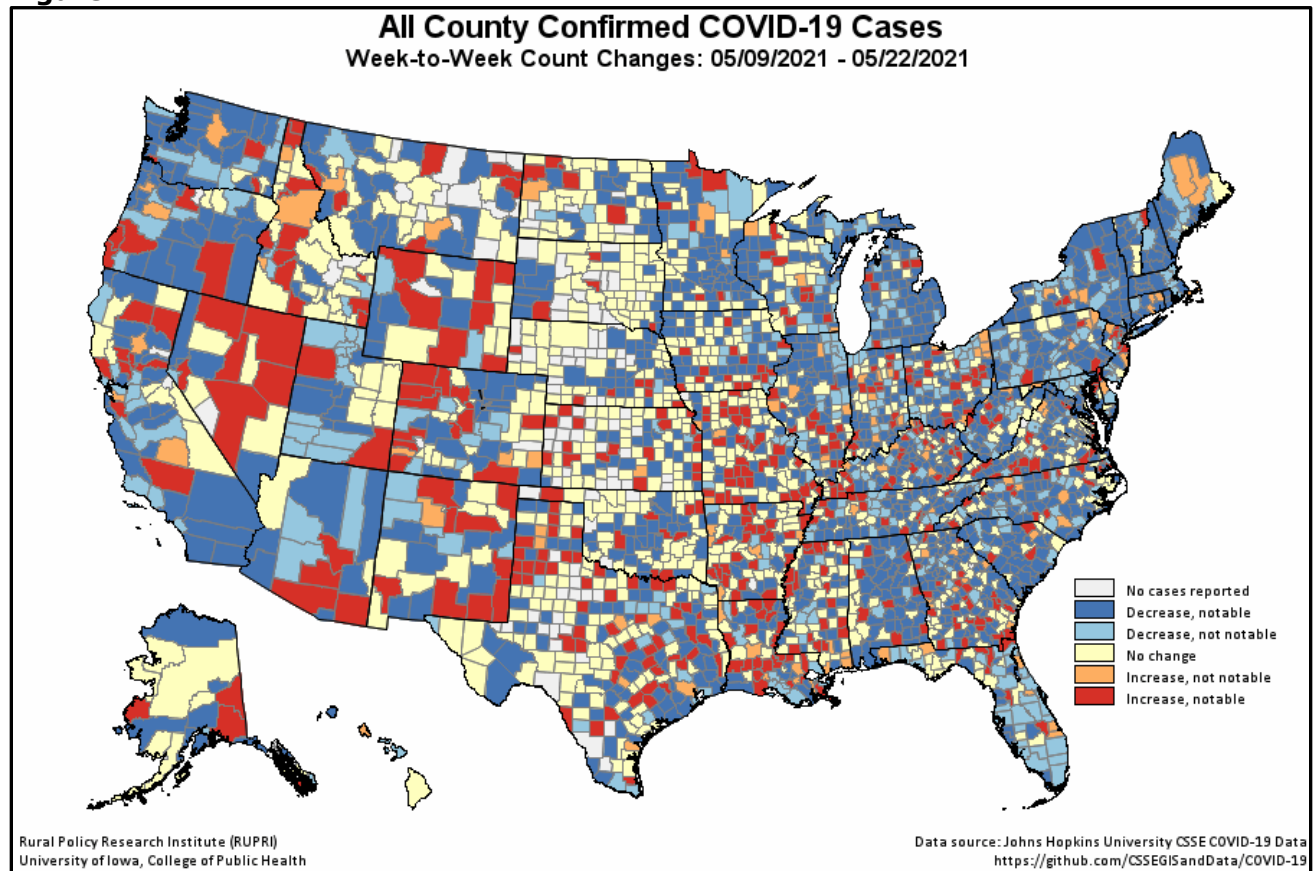 All County Confirmed COVID-19 Cases
Week-to-Week Count Changes: 05/09/2021 - 05/22/2021
No cases reported
Decrease, notable
Decrease, not notable
No change
Increase, not notable
Increase, notable
Rural Policy Research Institute (RUPRI)
University of Iowa, College of Public Health
Data source: Johns Hopkins University CSSE COVID-19 Data
https://github.com/CSSEGISandData/COVID-19